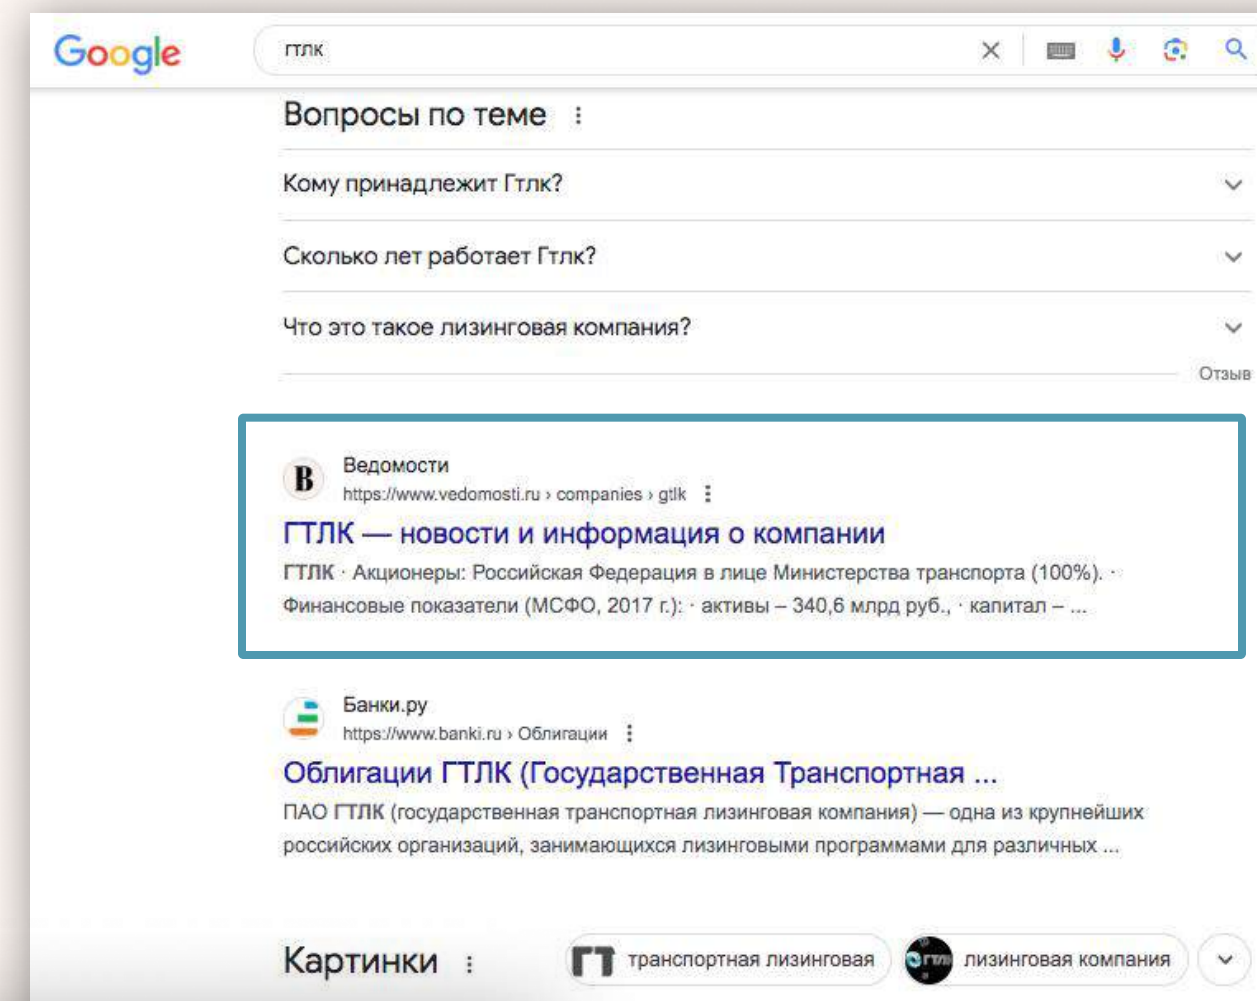 Google
гтлк
Вопросы по теме
Кому принадлежит Гтлк?
Сколько лет работает Гтлк?
Что это такое лизинговая компания?
Отзыв
В
Ведомости
https://www.vedomosti.ru › companies › gtlk
ГТЛК — новости и информация о компании
ГТЛК · Акционеры: Российская Федерация в лице Министерства транспорта (100%). ·
Финансовые показатели (МСФО, 2017 г.): · активы – 340,6 млрд руб., · капитал – ...
Банки.ру
https://www.banki.ru › Облигации
Облигации ГТЛК (Государственная Транспортная ...
ПАО ГТЛК (государственная транспортная лизинговая компания) — одна из крупнейших
российских организаций, занимающихся лизинговыми программами для различных ...
Картинки
транспортная лизинговая
лизинговая компания